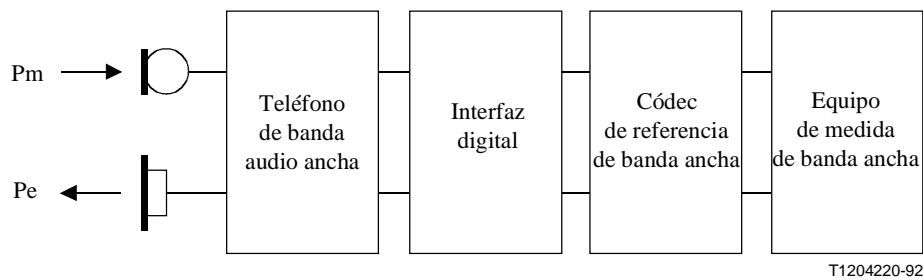 Pm
Pe
Teléfono
de banda
audio ancha
Interfaz
digital
Códec
de referencia
de banda ancha
Equipo
de medida
de banda ancha
T1204220-92